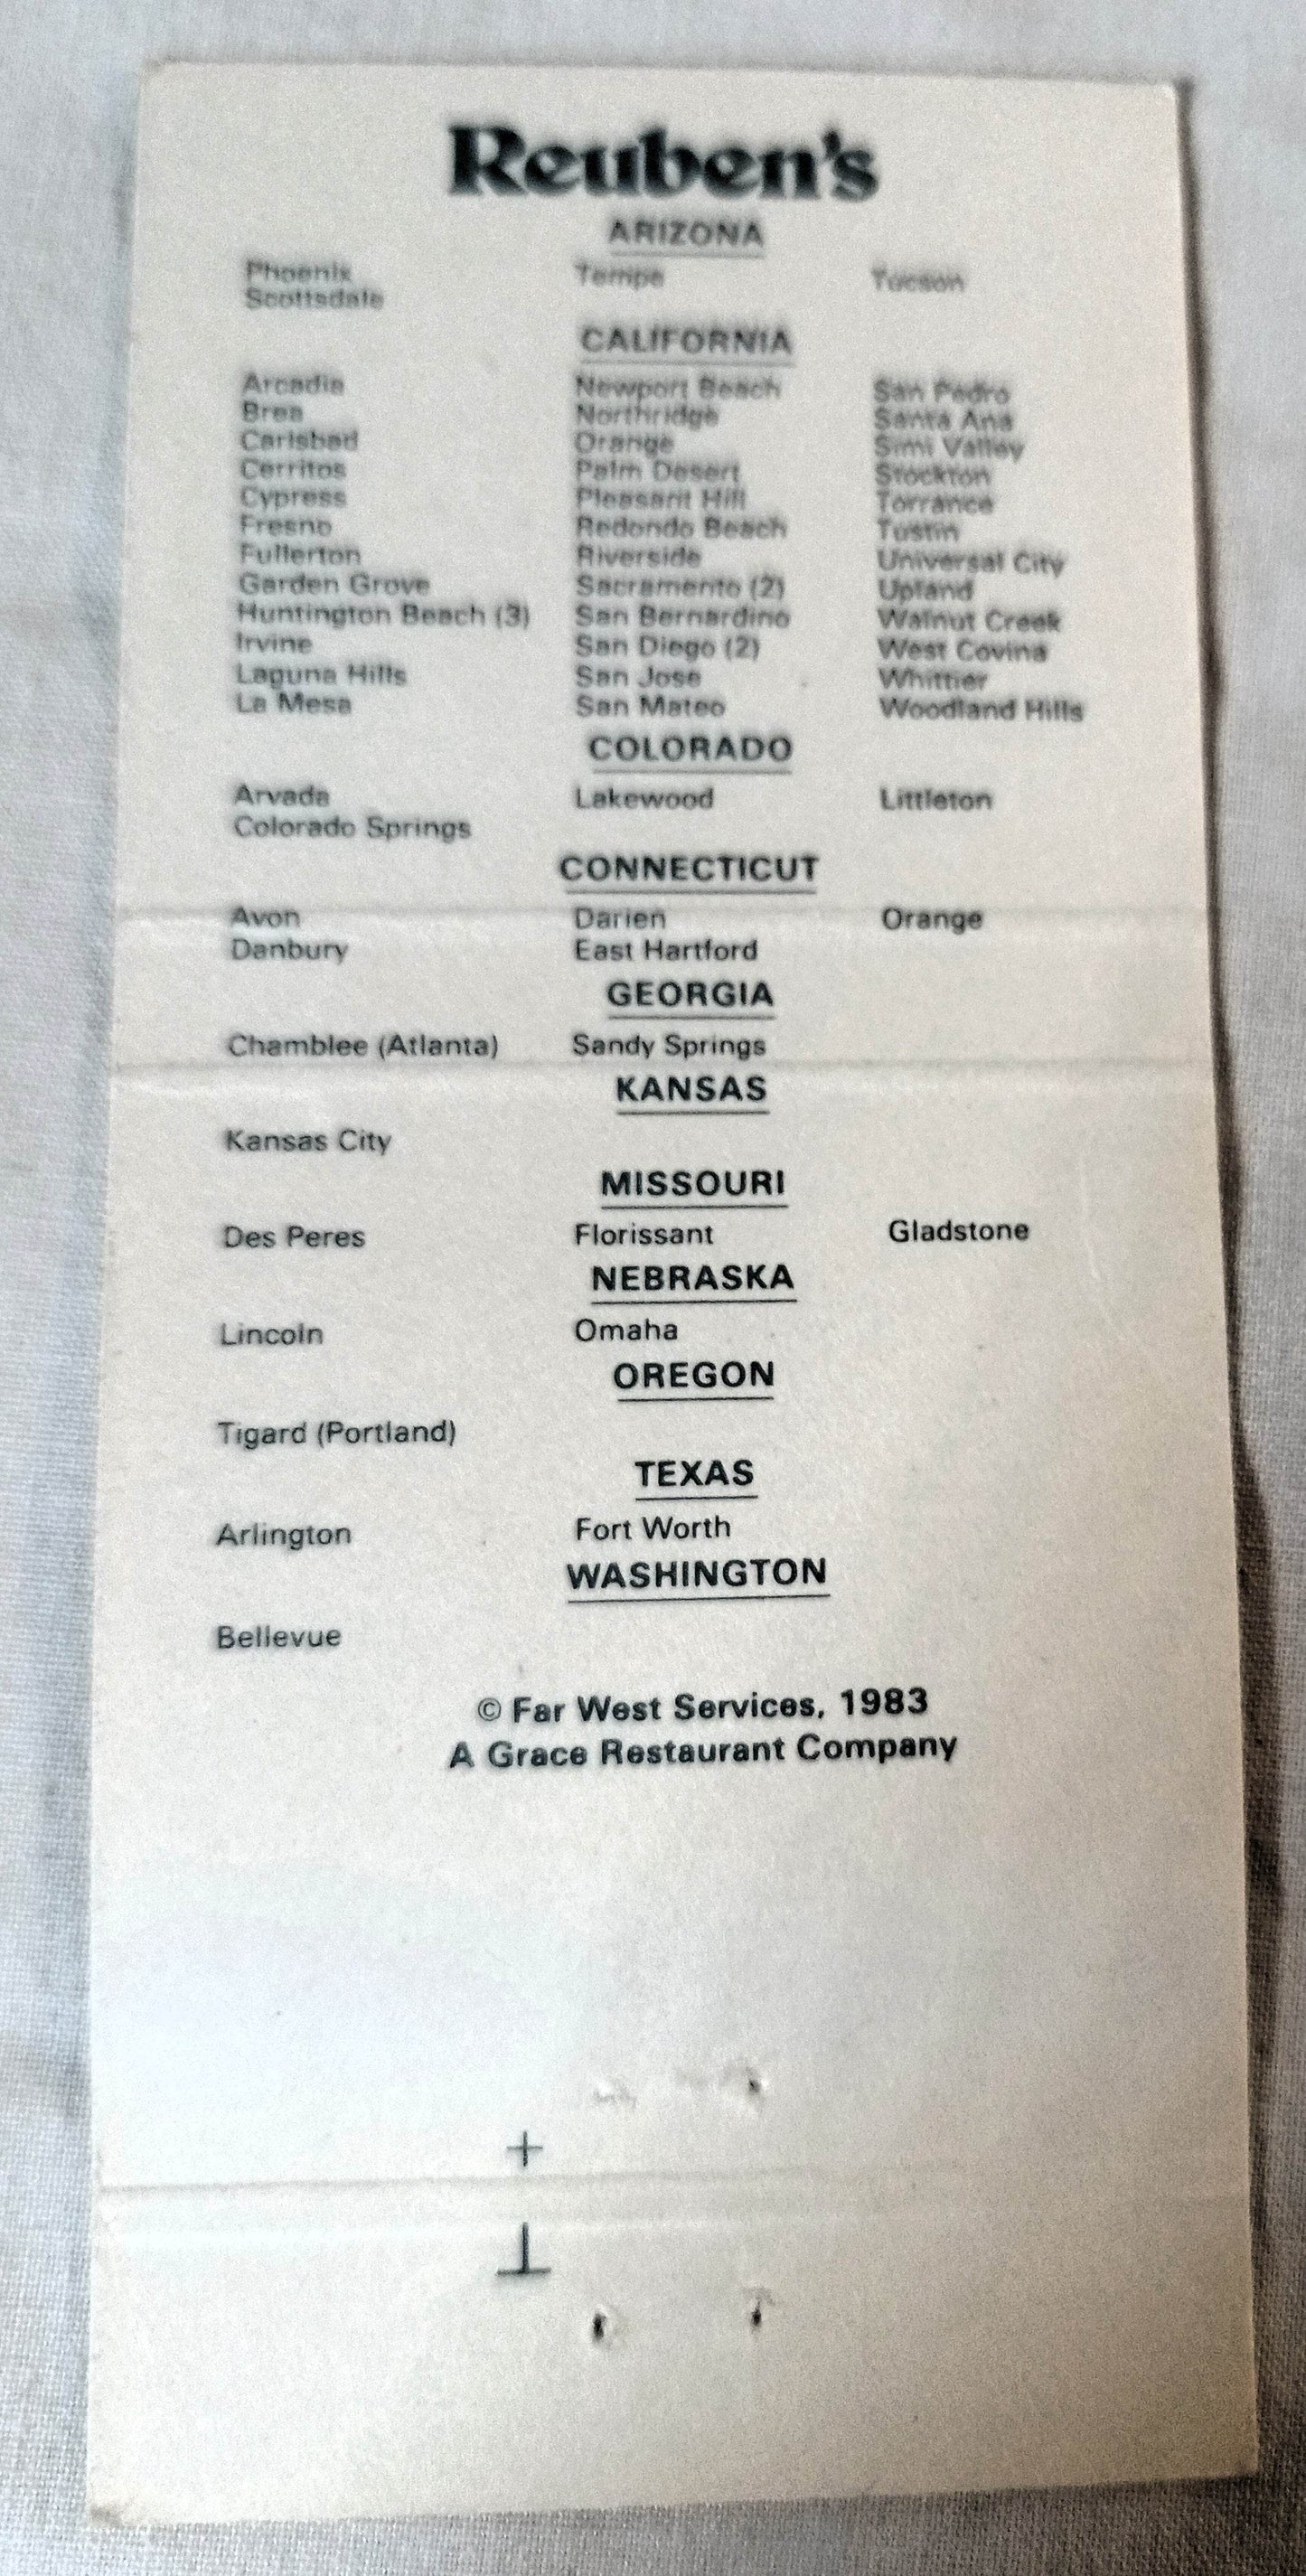 Reuben's
ARIZONA
Phoenix Tempe Tucson
Scottsdale
CALIFORNIA
Arcadia Newport Beach San Pedro
Brea Northridge Santa Ana
Carlsbad Orange Simi Valley
Cerritos Palm Desert Stockton
Cypress Pleasant Hill Torrance
Fresno Redondo Beach Tustin
Fullerton Riverside Universal City
Garden Grove Sacramento (2) Upland
Huntington Beach (3) San Bernardino Walnut Creek
Irvine San Diego (2) West Covina
Laguna Hills San Jose Whittier
La Mesa San Mateo Woodland Hills
COLORADO
Arvada Lakewood Littleton
Colorado Springs
CONNECTICUT
Avon Darien Orange
Danbury East Hartford
GEORGIA
Chamblee (Atlanta) Sandy Springs
KANSAS
Kansas City
MISSOURI
Des Peres Florissant Gladstone
NEBRASKA
Lincoln Omaha
OREGON
Tigard (Portland)
TEXAS
Arlington Fort Worth
WASHINGTON
Bellevue
© Far West Services, 1983
A Grace Restaurant Company